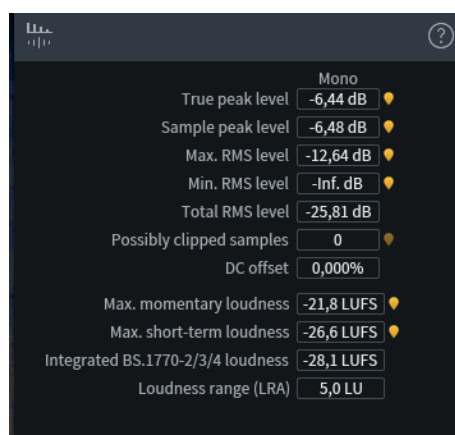 ?
Mono
True peak level -6,44 dB
Sample peak level -6,48 dB
Max. RMS level -12,64 dB
Min. RMS level -Inf. dB
Total RMS level -25,81 dB
Possibly clipped samples 0
DC offset 0,000%
Max. momentary loudness -21,8 LUFS
Max. short-term loudness -26,6 LUFS
Integrated BS.1770-2/3/4 loudness -28,1 LUFS
Loudness range (LRA) 5,0 LU